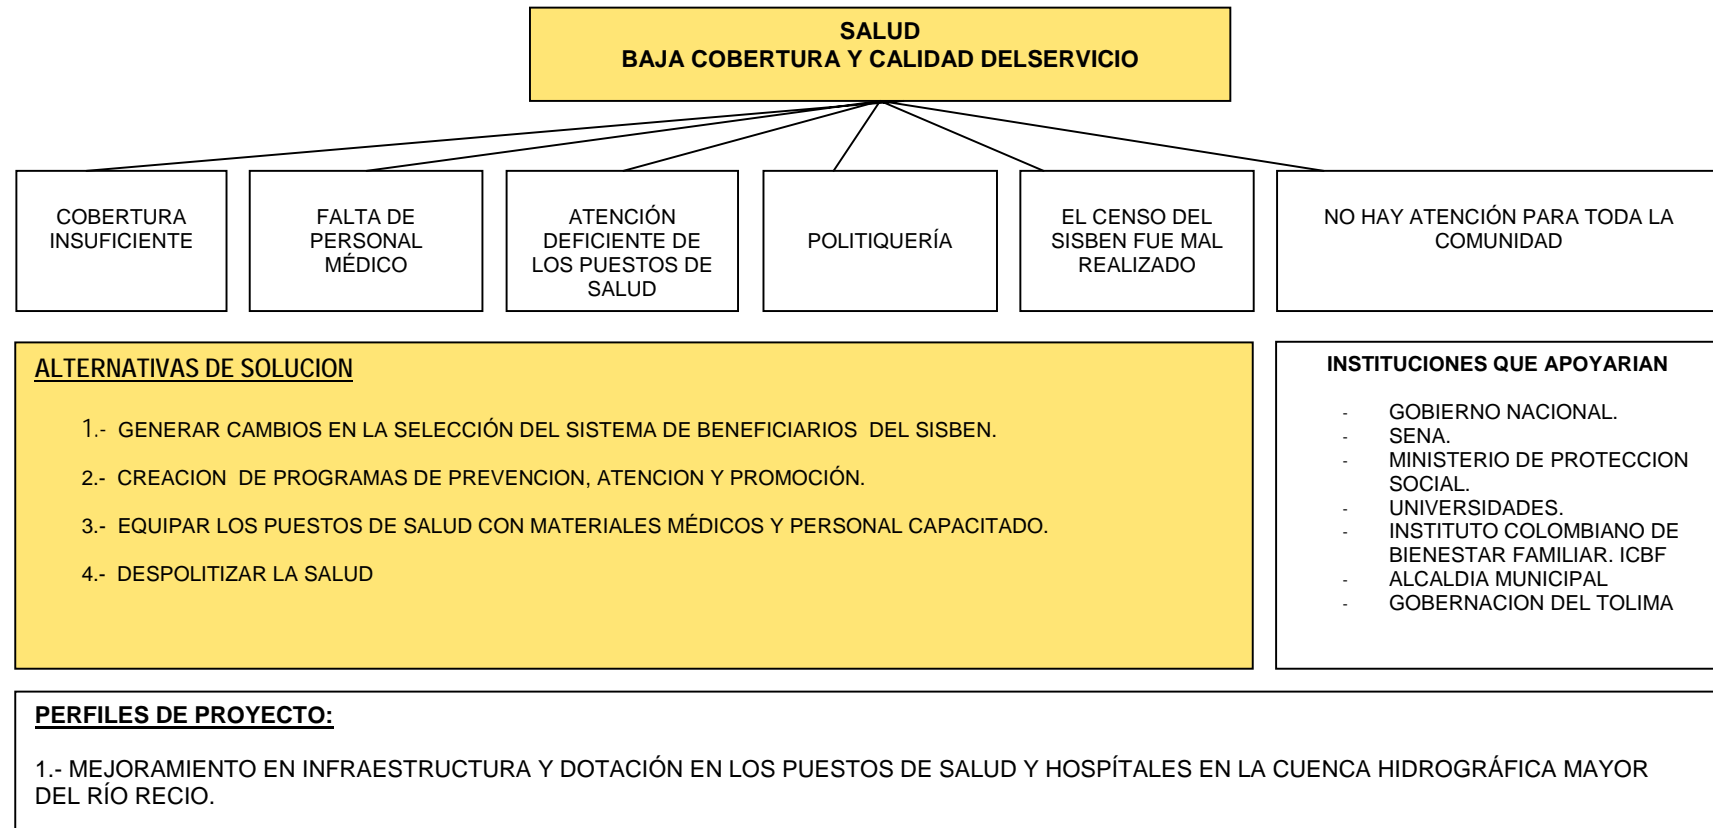 SALUD
BAJA COBERTURA Y CALIDAD DELSERVICIO
COBERTURA
INSUFICIENTE
FALTA DE
PERSONAL
MÉDICO
ATENCIÓN
DEFICIENTE DE
LOS PUESTOS DE
SALUD
POLITIQUERÍA
EL CENSO DEL
SISBEN FUE MAL
REALIZADO
NO HAY ATENCIÓN PARA TODA LA
COMUNIDAD
ALTERNATIVAS DE SOLUCION
1.- GENERAR CAMBIOS EN LA SELECCIÓN DEL SISTEMA DE BENEFICIARIOS  DEL SISBEN.
2.- CREACION  DE PROGRAMAS DE PREVENCION, ATENCION Y PROMOCIÓN.
3.- EQUIPAR LOS PUESTOS DE SALUD CON MATERIALES MÉDICOS Y PERSONAL CAPACITADO.
4.- DESPOLITIZAR LA SALUD
INSTITUCIONES QUE APOYARIAN
- GOBIERNO NACIONAL.
- SENA.
- MINISTERIO DE PROTECCION
SOCIAL.
- UNIVERSIDADES.
- INSTITUTO COLOMBIANO DE
BIENESTAR FAMILIAR. ICBF
- ALCALDIA MUNICIPAL
- GOBERNACION DEL TOLIMA
PERFILES DE PROYECTO:
1.- MEJORAMIENTO EN INFRAESTRUCTURA Y DOTACIÓN EN LOS PUESTOS DE SALUD Y HOSPÍTALES EN LA CUENCA HIDROGRÁFICA MAYOR
DEL RÍO RECIO.